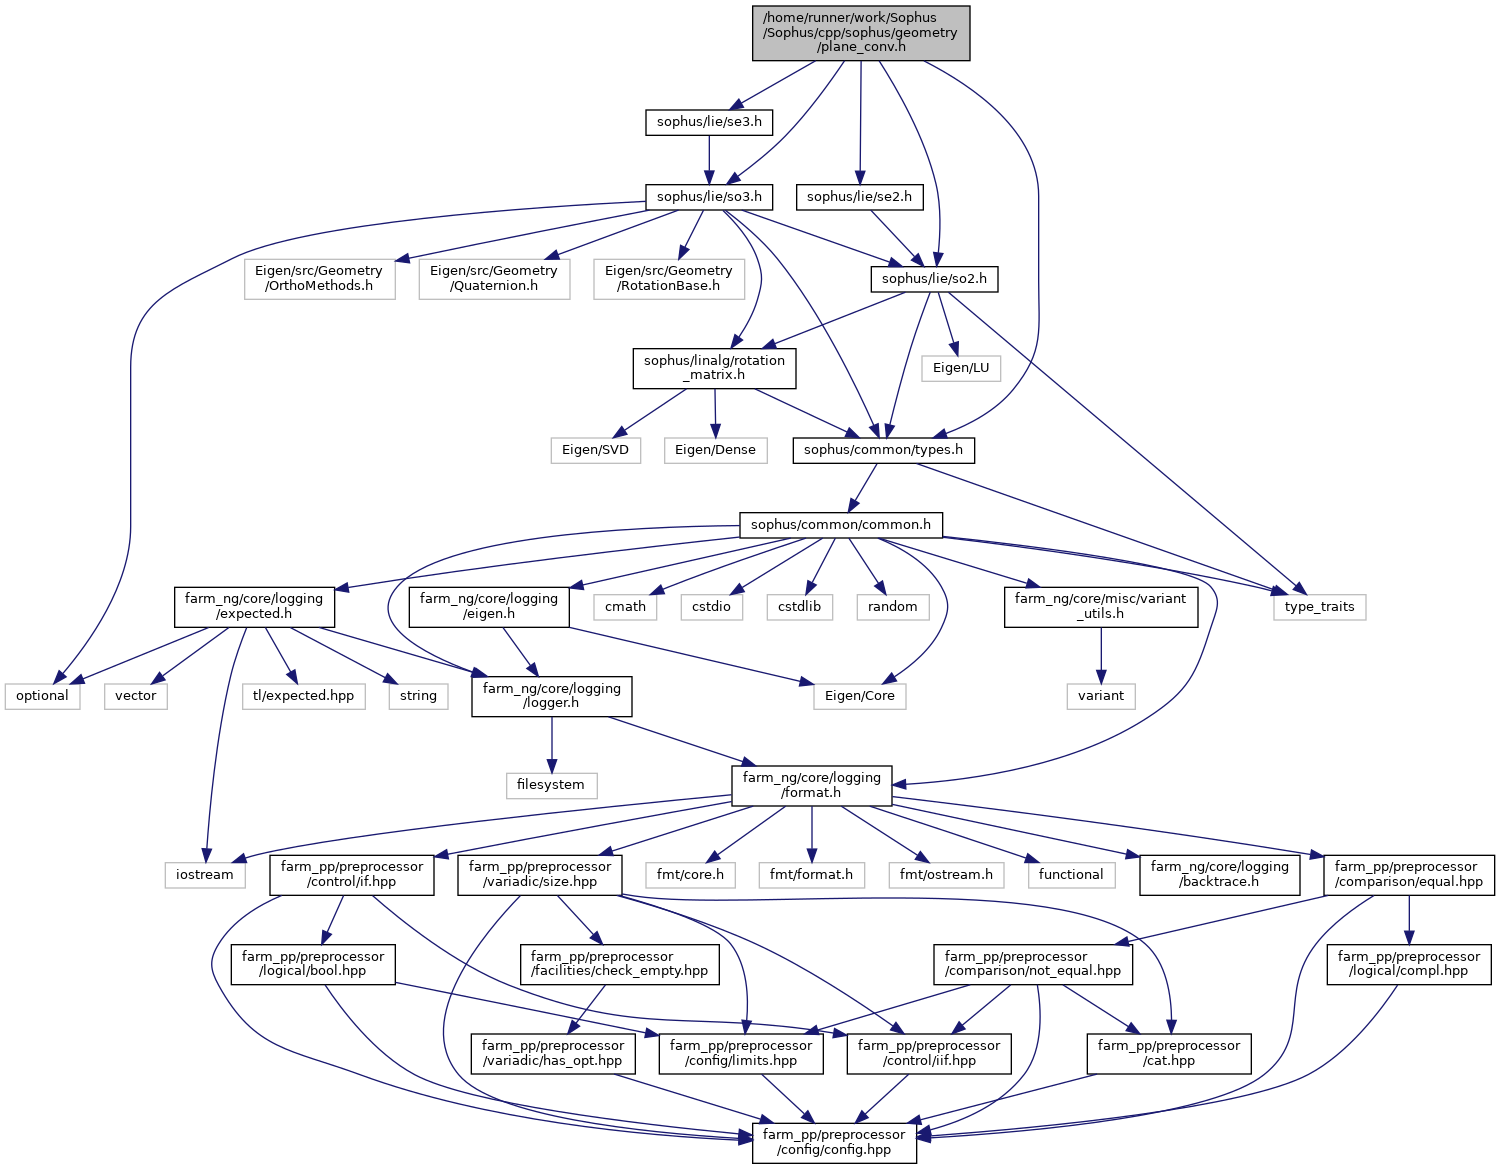 /home/runner/work/Sophus
/Sophus/cpp/sophus/geometry
/plane_conv.h
sophus/lie/se3.h
sophus/lie/so3.h
sophus/lie/se2.h
Eigen/src/Geometry
/OrthoMethods.h
Eigen/src/Geometry
/Quaternion.h
Eigen/src/Geometry
/RotationBase.h
sophus/lie/so2.h
sophus/linalg/rotation
_matrix.h
Eigen/LU
Eigen/SVD
Eigen/Dense
sophus/common/types.h
sophus/common/common.h
farm_ng/core/logging
/expected.h
farm_ng/core/logging
/eigen.h
cmath
cstdio
cstdlib
random
farm_ng/core/misc/variant
_utils.h
type_traits
optional
vector
tl/expected.hpp
string
farm_ng/core/logging
/logger.h
Eigen/Core
variant
filesystem
farm_ng/core/logging
/format.h
iostream
farm_pp/preprocessor
/control/if.hpp
farm_pp/preprocessor
/variadic/size.hpp
fmt/core.h
fmt/format.h
fmt/ostream.h
functional
farm_ng/core/logging
/backtrace.h
farm_pp/preprocessor
/comparison/equal.hpp
farm_pp/preprocessor
/logical/bool.hpp
farm_pp/preprocessor
/facilities/check_empty.hpp
farm_pp/preprocessor
/comparison/not_equal.hpp
farm_pp/preprocessor
/logical/compl.hpp
farm_pp/preprocessor
/variadic/has_opt.hpp
farm_pp/preprocessor
/config/limits.hpp
farm_pp/preprocessor
/control/iif.hpp
farm_pp/preprocessor
/cat.hpp
farm_pp/preprocessor
/config/config.hpp